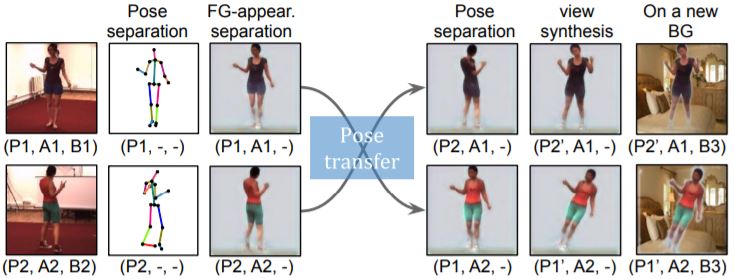 Pose
separation
FG-appear.
separation
Pose
separation
view
synthesis
On a new
BG
(P1, A1, B1)
(P1, -, -)
(P1, A1, -)
Pose
transfer
(P2, A1, -)
(P2', A1, -)
(P2', A1, B3)
(P2, A2, B2)
(P2, -, -)
(P2, A2, -)
(P1, A2, -)
(P1', A2, -)
(P1', A2, B3)